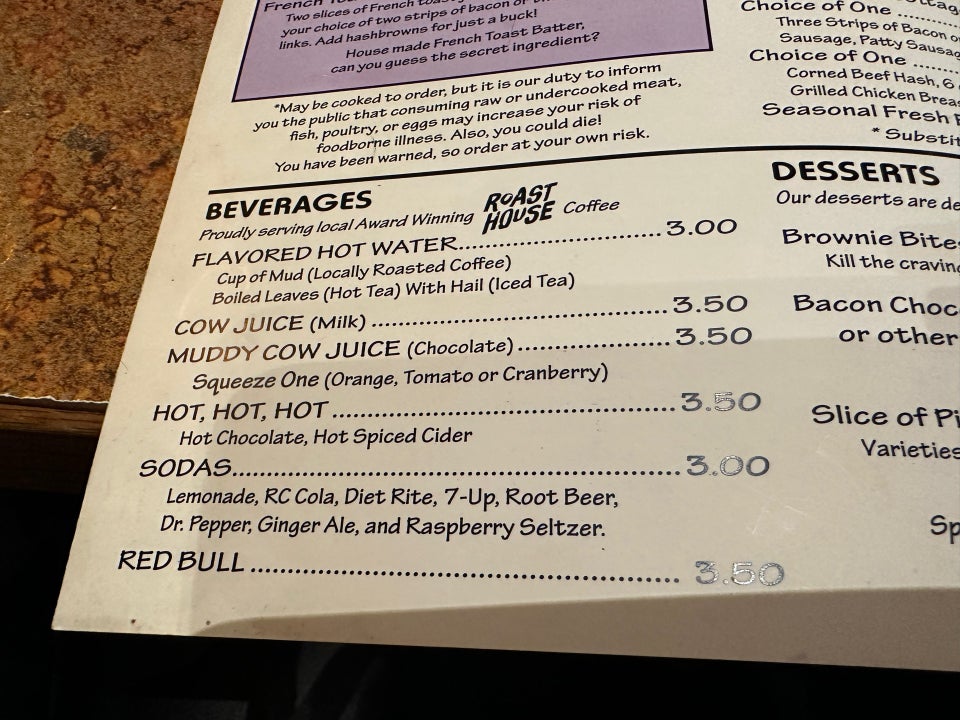 Two slices of French toast
your choice of two strips of bacon or
links. Add hashbrowns for just a buck!
House made French Toast Batter,
can you guess the secret ingredient?
*May be cooked to order, but it is our duty to inform
you the public that consuming raw or undercooked meat,
fish, poultry, or eggs may increase your risk of
foodborne illness. Also, you could die!
You have been warned, so order at your own risk.
BEVERAGES
Proudly serving local Award Winning ROAST HOUSE Coffee
FLAVORED HOT WATER..............................3.00
Cup of Mud (Locally Roasted Coffee)
Boiled Leaves (Hot Tea) With Hail (Iced Tea)
COW JUICE (Milk) ..............................3.50
MUDDY COW JUICE (Chocolate)......................3.50
Squeeze One (Orange, Tomato or Cranberry)
HOT, HOT, HOT ..............................3.50
Hot Chocolate, Hot Spiced Cider
SODAS..............................3.00
Lemonade, RC Cola, Diet Rite, 7-Up, Root Beer,
Dr. Pepper, Ginger Ale, and Raspberry Seltzer.
RED BULL ..............................3.50
Choice of One ........
Three Strips of Bacon or
Sausage, Patty Sausag
Choice of One ........
Corned Beef Hash, 6
Grilled Chicken Breas
Seasonal Fresh F
* Substit
DESSERTS
Our desserts are de
Brownie Bites
Kill the cravin
Bacon Choc
or other
Slice of Pi
Varieties
Sp